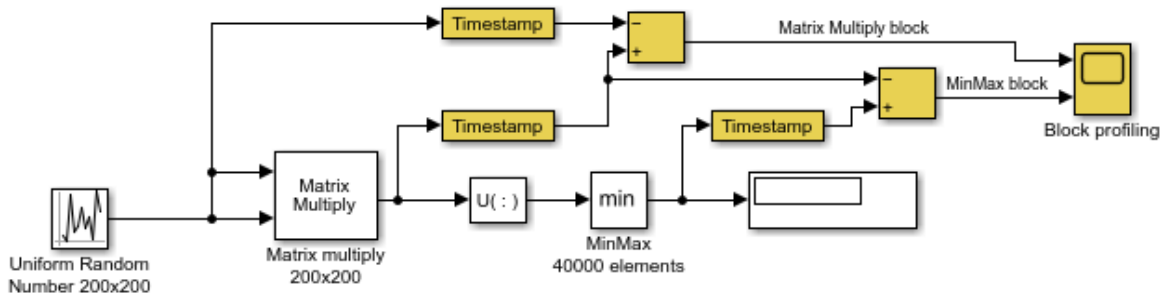 Timestamp
−
+
Matrix Multiply block
−
+
MinMax block
Block profiling
Timestamp
Timestamp
Matrix
Multiply
Matrix multiply
200x200
U( : )
min
MinMax
40000 elements
Uniform Random
Number 200x200